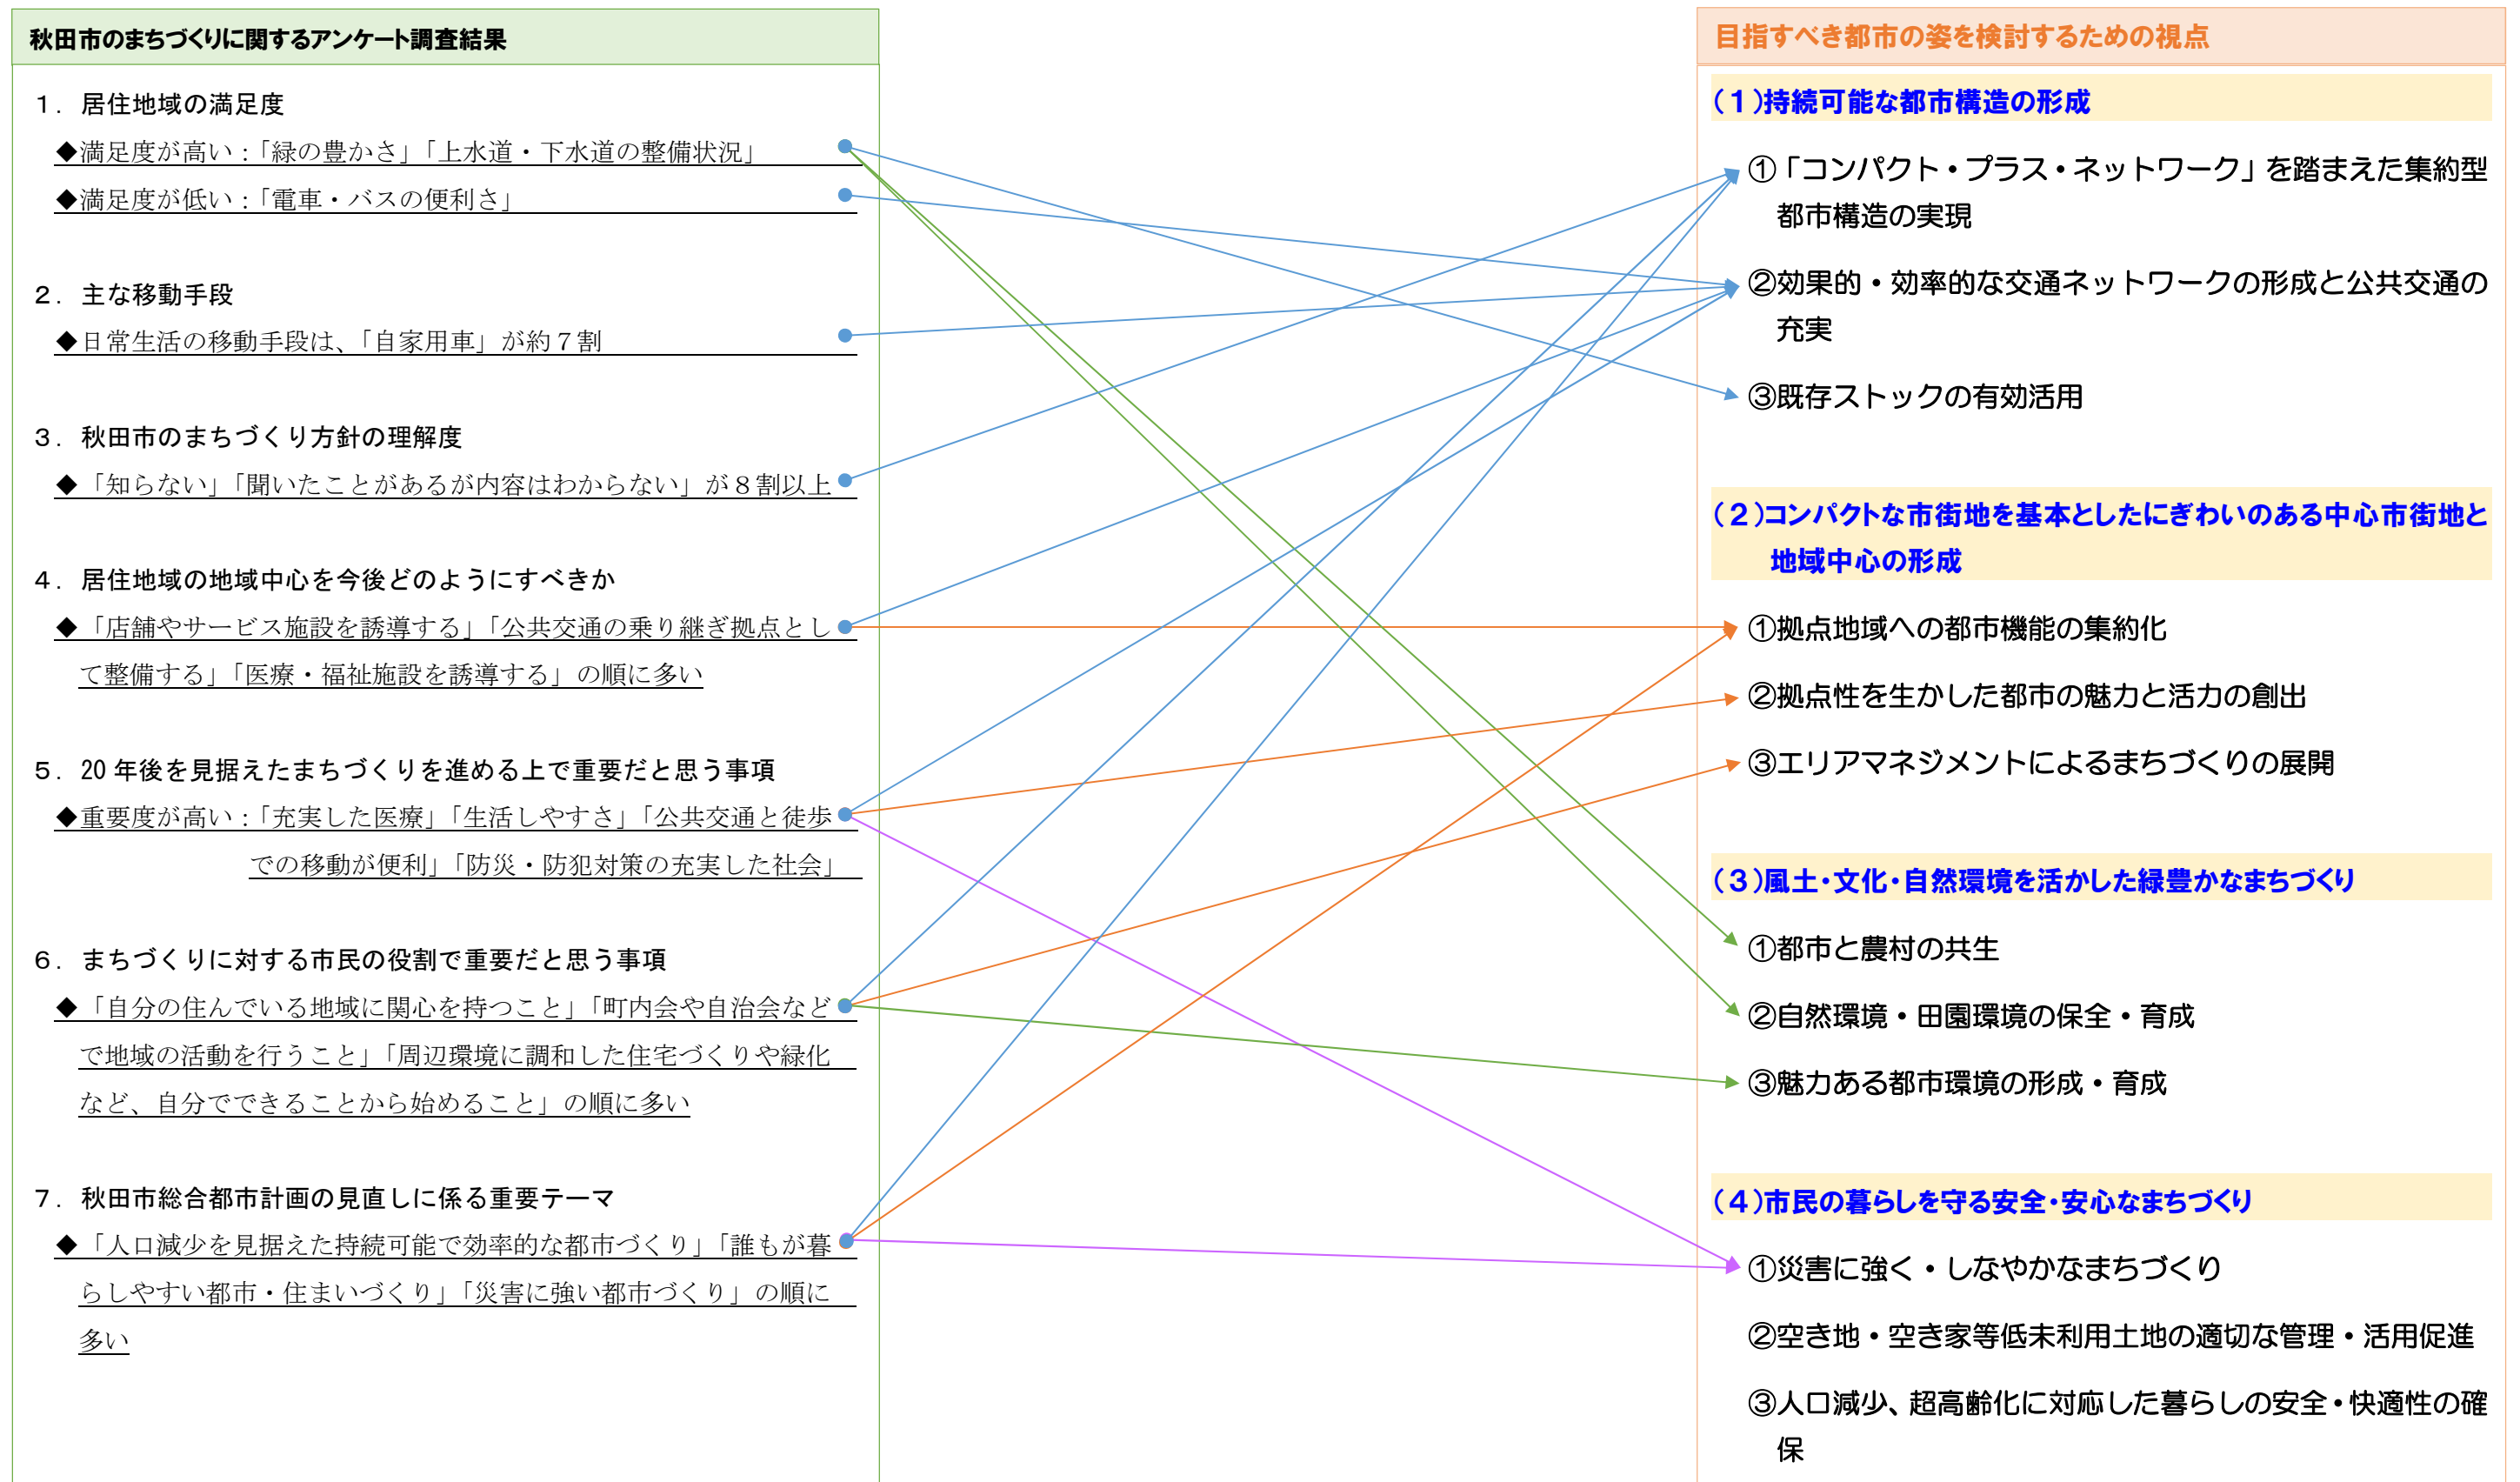 秋田市のまちづくりに関するアンケート調査結果
１．居住地域の満足度
◆満足度が高い：「緑の豊かさ」「上水道・下水道の整備状況」
◆満足度が低い：「電車・バスの便利さ」
２．主な移動手段
◆日常生活の移動手段は、「自家用車」が約７割
３．秋田市のまちづくり方針の理解度
◆「知らない」「聞いたことがあるが内容はわからない」が８割以上
４．居住地域の地域中心を今後どのようにすべきか
◆「店舗やサービス施設を誘導する」「公共交通の乗り継ぎ拠点とし
て整備する」「医療・福祉施設を誘導する」の順に多い
５．20年後を見据えたまちづくりを進める上で重要だと思う事項
◆重要度が高い：「充実した医療」「生活しやすさ」「公共交通と徒歩
での移動が便利」「防災・防犯対策の充実した社会」
６．まちづくりに対する市民の役割で重要だと思う事項
◆「自分の住んでいる地域に関心を持つこと」「町内会や自治会など
で地域の活動を行うこと」「周辺環境に調和した住宅づくりや緑化
など、自分でできることから始めること」の順に多い
７．秋田市総合都市計画の見直しに係る重要テーマ
◆「人口減少を見据えた持続可能で効率的な都市づくり」「誰もが暮
らしやすい都市・住まいづくり」「災害に強い都市づくり」の順に
多い
目指すべき都市の姿を検討するための視点
（１）持続可能な都市構造の形成
①「コンパクト・プラス・ネットワーク」を踏まえた集約型
都市構造の実現
②効果的・効率的な交通ネットワークの形成と公共交通の
充実
③既存ストックの有効活用
（２）コンパクトな市街地を基本としたにぎわいのある中心市街地と
地域中心の形成
①拠点地域への都市機能の集約化
②拠点性を生かした都市の魅力と活力の創出
③エリアマネジメントによるまちづくりの展開
（３）風土・文化・自然環境を活かした緑豊かなまちづくり
①都市と農村の共生
②自然環境・田園環境の保全・育成
③魅力ある都市環境の形成・育成
（４）市民の暮らしを守る安全・安心なまちづくり
①災害に強く・しなやかなまちづくり
②空き地・空き家等低未利用土地の適切な管理・活用促進
③人口減少、超高齢化に対応した暮らしの安全・快適性の確
保